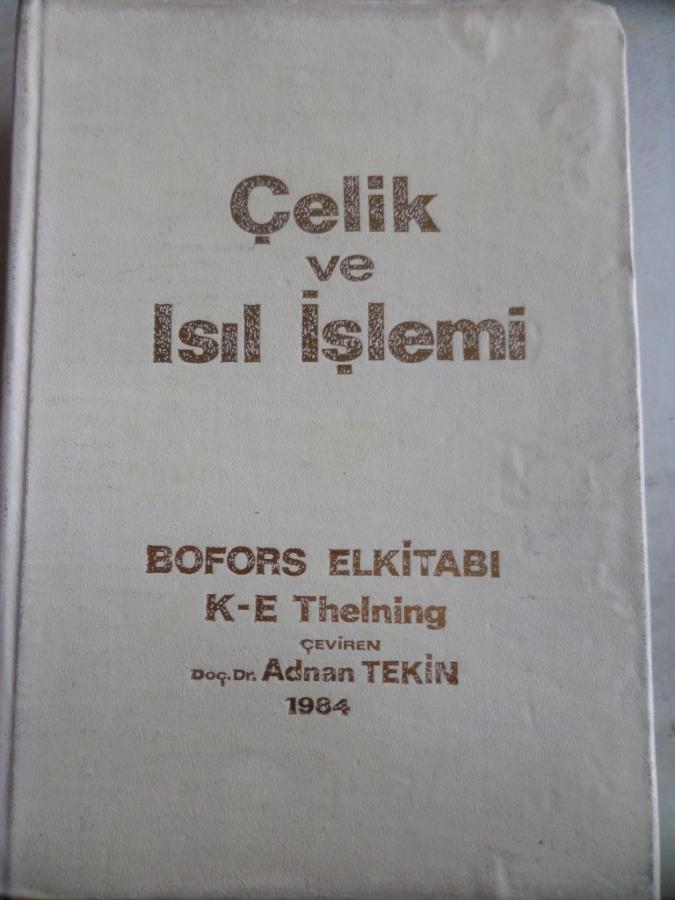 Çelik
ve
Isıl İşlemi
BOFORS ELKİTABI
K-E Thelning
ÇEVİREN
Doç.Dr. Adnan TEKİN
1984